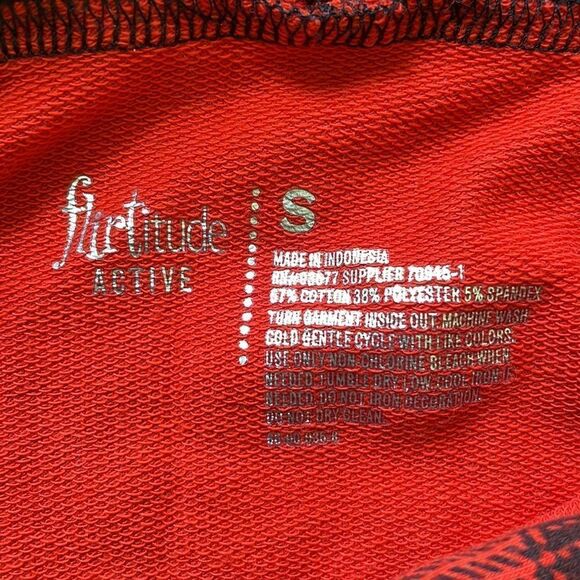 flirtitude
ACTIVE
S
MADE IN INDONESIA
RN# 03677 SUPPLIER 70945-1
57% COTTON 38% POLYESTER 5% SPANDEX
TURN GARMENT INSIDE OUT. MACHINE WASH
COLD GENTLE CYCLE WITH LIKE COLORS.
USE ONLY NON-CHLORINE BLEACH WHEN
NEEDED. TUMBLE DRY LOW. COOL IRON IF
NEEDED. DO NOT IRON DECORATION.
DO NOT DRY CLEAN.